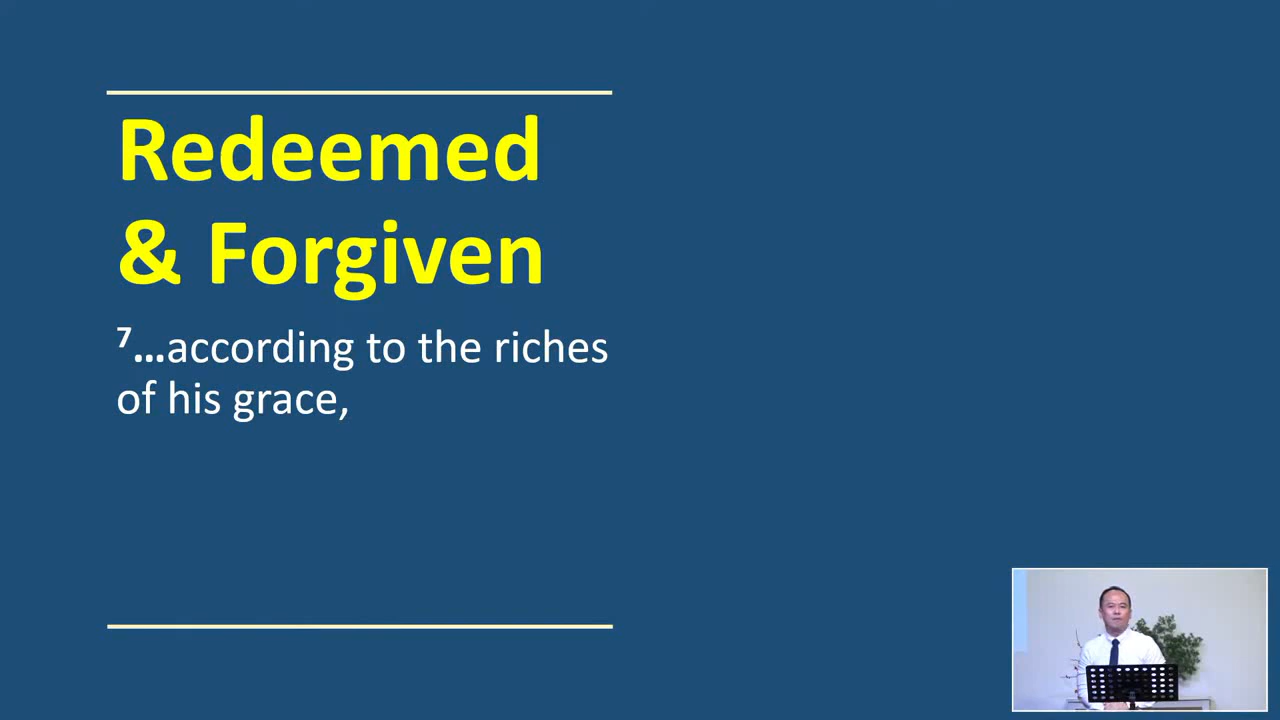 Redeemed
& Forgiven
⁷...according to the riches
of his grace,